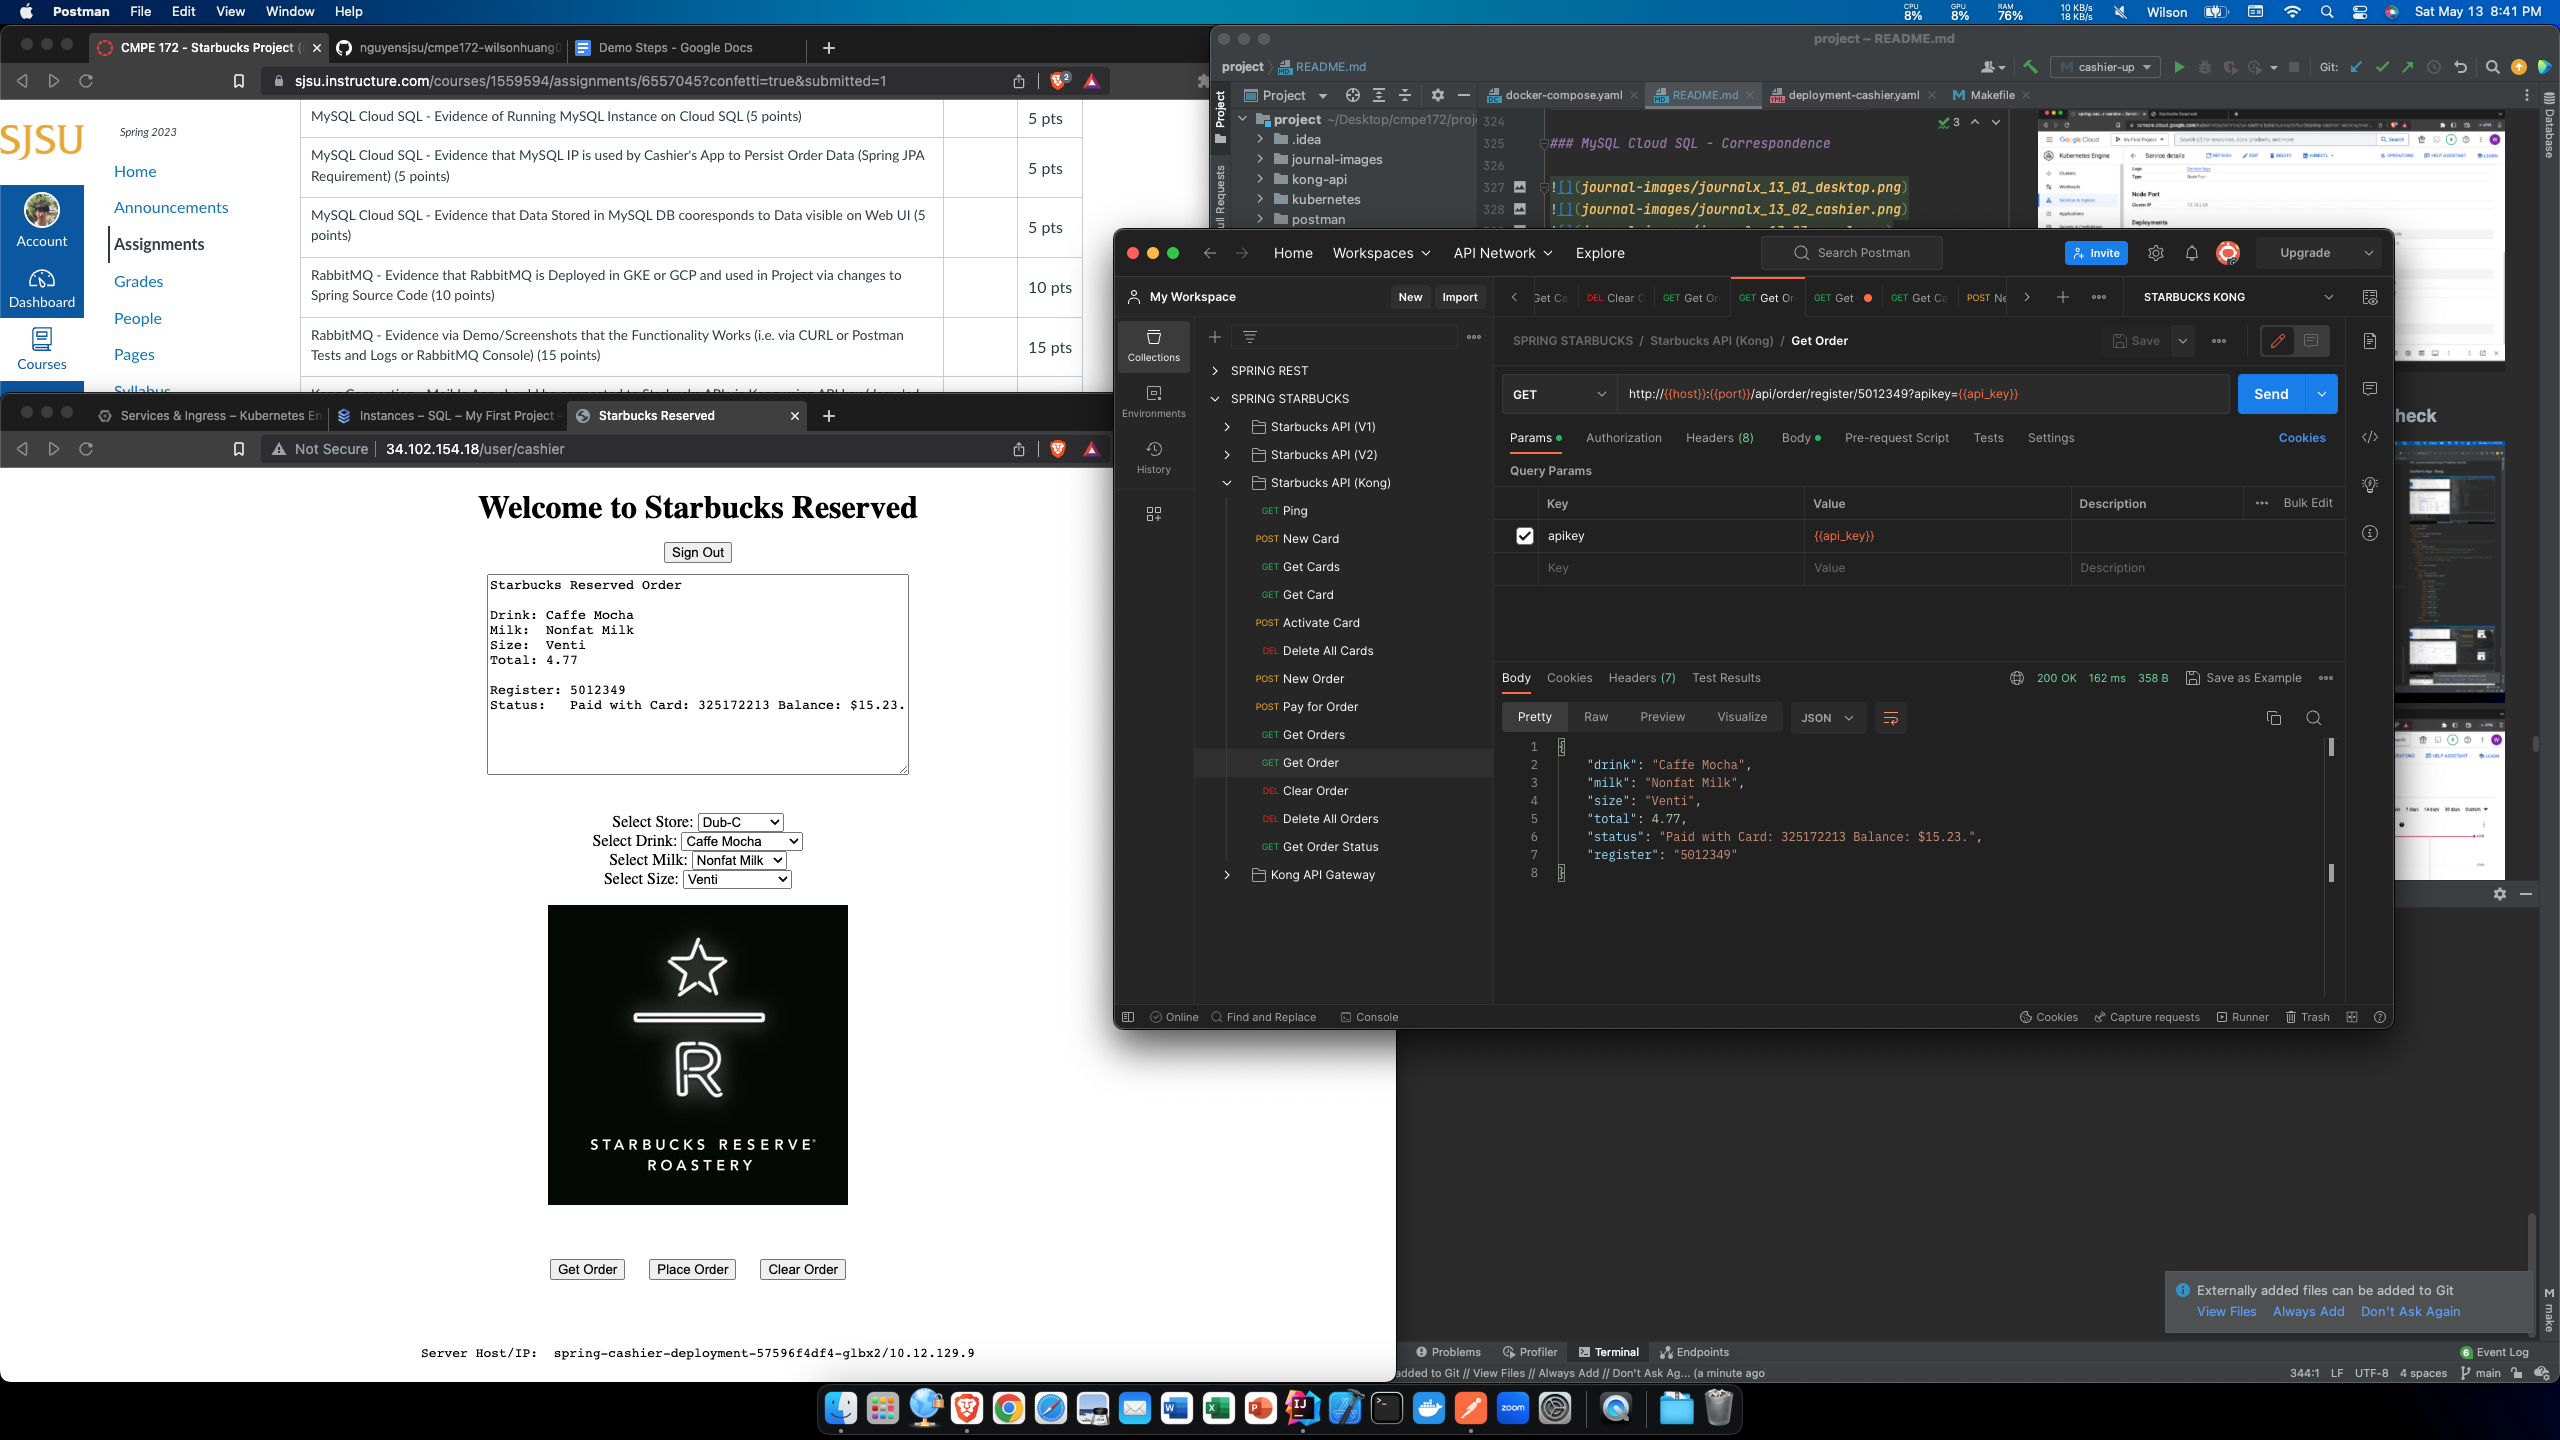 Postman File Edit View Window Help
CPU 8% GPU 8% RAM 76% 10 KB/s 18 KB/s Wilson Sat May 13 8:41 PM
CMPE 172 - Starbucks Project (
nguyensjsu/cmpe172-wilsonhuang0
Demo Steps - Google Docs
sjsu.instructure.com/courses/1559594/assignments/6557045?confetti=true&submitted=1
SJSU
Account
Dashboard
Courses
Spring 2023
Home
Announcements
Assignments
Grades
People
Pages
Syllabus
MySQL Cloud SQL - Evidence of Running MySQL Instance on Cloud SQL (5 points)
5 pts
MySQL Cloud SQL - Evidence that MySQL IP is used by Cashier's App to Persist Order Data (Spring JPA
Requirement) (5 points)
5 pts
MySQL Cloud SQL - Evidence that Data Stored in MySQL DB cooresponds to Data visible on Web UI (5
points)
5 pts
RabbitMQ - Evidence that RabbitMQ is Deployed in GKE or GCP and used in Project via changes to
Spring Source Code (10 points)
10 pts
RabbitMQ - Evidence via Demo/Screenshots that the Functionality Works (i.e. via CURL or Postman
Tests and Logs or RabbitMQ Console) (15 points)
15 pts
project – README.md
project README.md
cashier-up
Git:
Project
Project
docker-compose.yaml
README.md
deployment-cashier.yaml
Makefile
Database
project ~/Desktop/cmpe172/proj
.idea
journal-images
kong-api
kubernetes
postman
324
325 ### MySQL Cloud SQL - Correspondence
326
327 ![](journal-images/journalx_13_01_desktop.png)
328 ![](journal-images/journalx_13_02_cashier.png)
3
Google Cloud
Kubernetes Engine
Service details
Node Port
Deployments
heck
Services & Ingress – Kubernetes En
Instances – SQL – My First Project
Starbucks Reserved
Not Secure 34.102.154.18/user/cashier
Welcome to Starbucks Reserved
Sign Out
Starbucks Reserved Order
Drink: Caffe Mocha
Milk: Nonfat Milk
Size: Venti
Total: 4.77
Register: 5012349
Status: Paid with Card: 325172213 Balance: $15.23.
Select Store: Dub-C
Select Drink: Caffe Mocha
Select Milk: Nonfat Milk
Select Size: Venti
R
STARBUCKS RESERVE®
ROASTERY
Get Order Place Order Clear Order
Server Host/IP: spring-cashier-deployment-57596f4df4-glbx2/10.12.129.9
Home Workspaces API Network Explore
Search Postman
Invite
Upgrade
My Workspace
New Import
Get Ca
DEL Clear C
GET Get Or
GET Get Or
GET Get
GET Get Ca
POST Ne
STARBUCKS KONG
Collections
Environments
History
SPRING REST
SPRING STARBUCKS
Starbucks API (V1)
Starbucks API (V2)
Starbucks API (Kong)
GET Ping
POST New Card
GET Get Cards
GET Get Card
POST Activate Card
DEL Delete All Cards
POST New Order
POST Pay for Order
GET Get Orders
GET Get Order
DEL Clear Order
DEL Delete All Orders
GET Get Order Status
Kong API Gateway
SPRING STARBUCKS / Starbucks API (Kong) / Get Order
Save
GET http://{{host}}:{{port}}/api/order/register/5012349?apikey={{api_key}}
Send
Params Authorization Headers (8) Body Pre-request Script Tests Settings Cookies
Query Params
Key Value Description Bulk Edit
apikey {{api_key}}
Key Value Description
Body Cookies Headers (7) Test Results
200 OK 162 ms 358 B Save as Example
Pretty Raw Preview Visualize JSON
1 {
2 "drink": "Caffe Mocha",
3 "milk": "Nonfat Milk",
4 "size": "Venti",
5 "total": 4.77,
6 "status": "Paid with Card: 325172213 Balance: $15.23.",
7 "register": "5012349"
8 }
Online Find and Replace Console
Cookies Capture requests Runner Trash
Externally added files can be added to Git
View Files Always Add Don't Ask Again
make
Problems Profiler Terminal Endpoints
6 Event Log
added to Git // View Files // Always Add // Don't Ask Ag... (a minute ago
344:1 LF UTF-8 4 spaces main
zoom